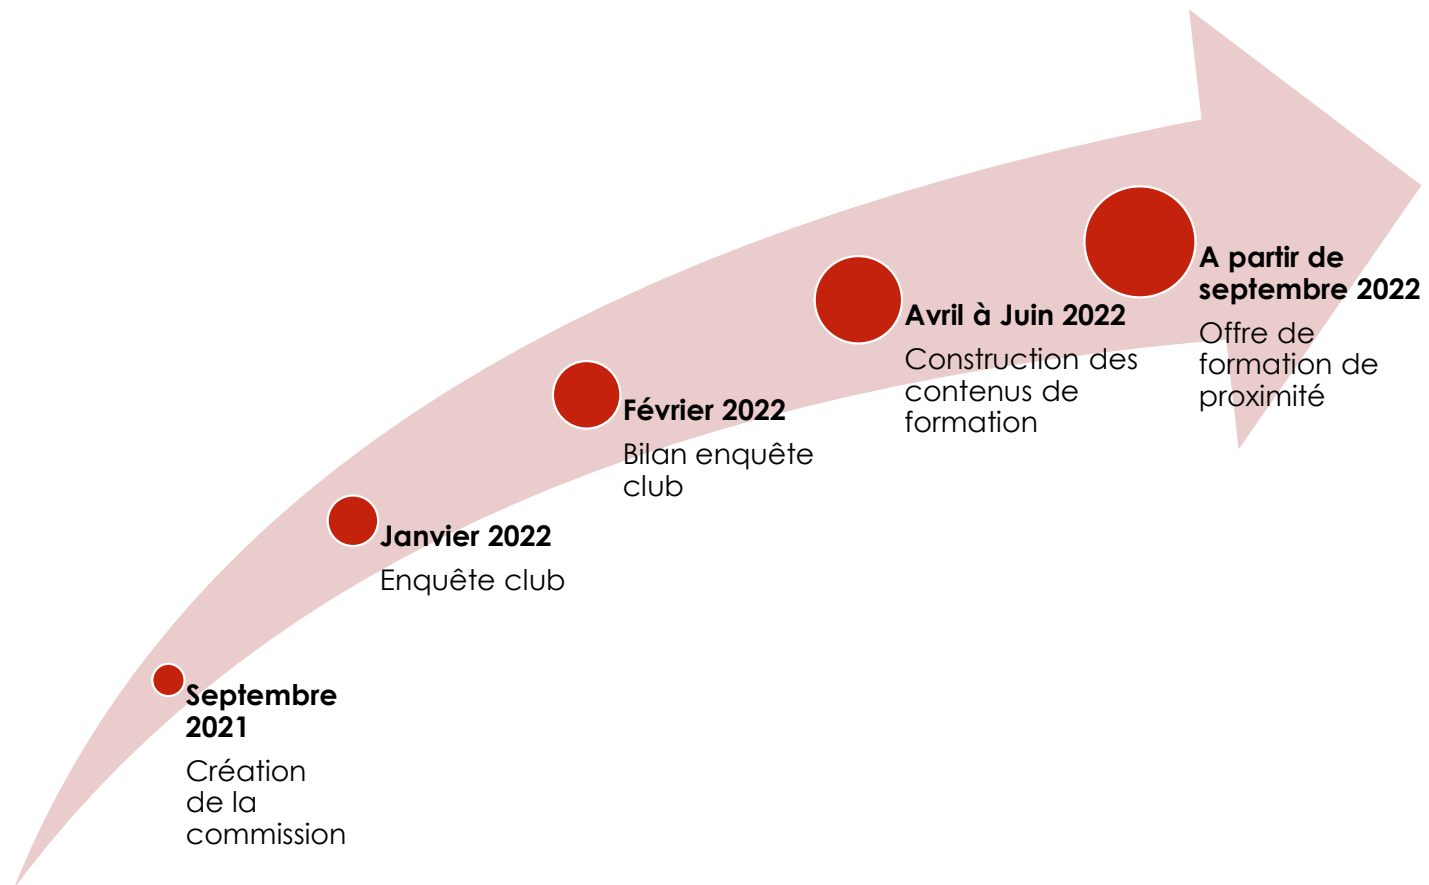 Septembre
2021
Création
de la
commission
Janvier 2022
Enquête club
Février 2022
Bilan enquête
club
Avril à Juin 2022
Construction des
contenus de
formation
A partir de
septembre 2022
Offre de
formation de
proximité